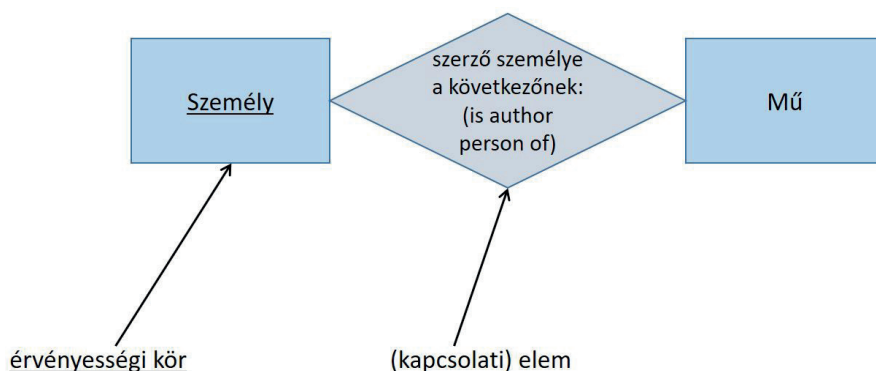 Személy
szerző személye
a következőnek:
(is author
person of)
Mű
érvényességi kör
(kapcsolati) elem